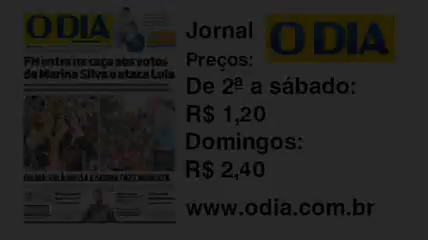 O DIA
FH entra na caça aos votos
de Marina Silva e ataca Lula
Jornal O DIA
Preços:
De 2ª a sábado:
R$ 1,20
Domingos:
R$ 2,40
www.odia.com.br